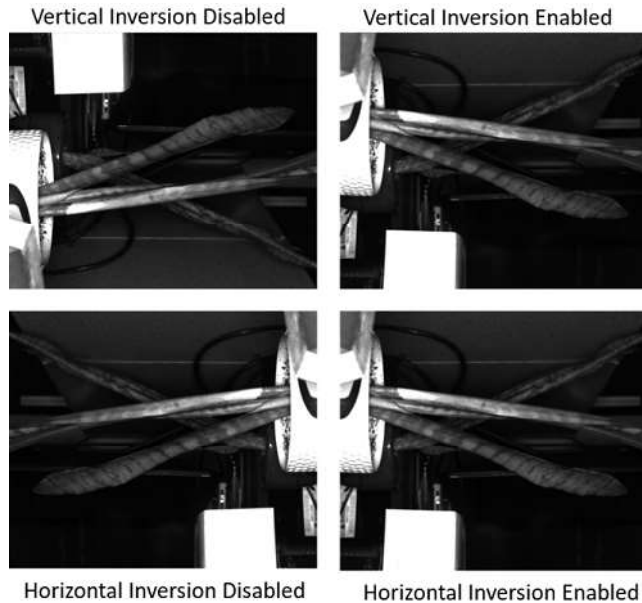 Vertical Inversion Disabled
Vertical Inversion Enabled
Horizontal Inversion Disabled
Horizontal Inversion Enabled